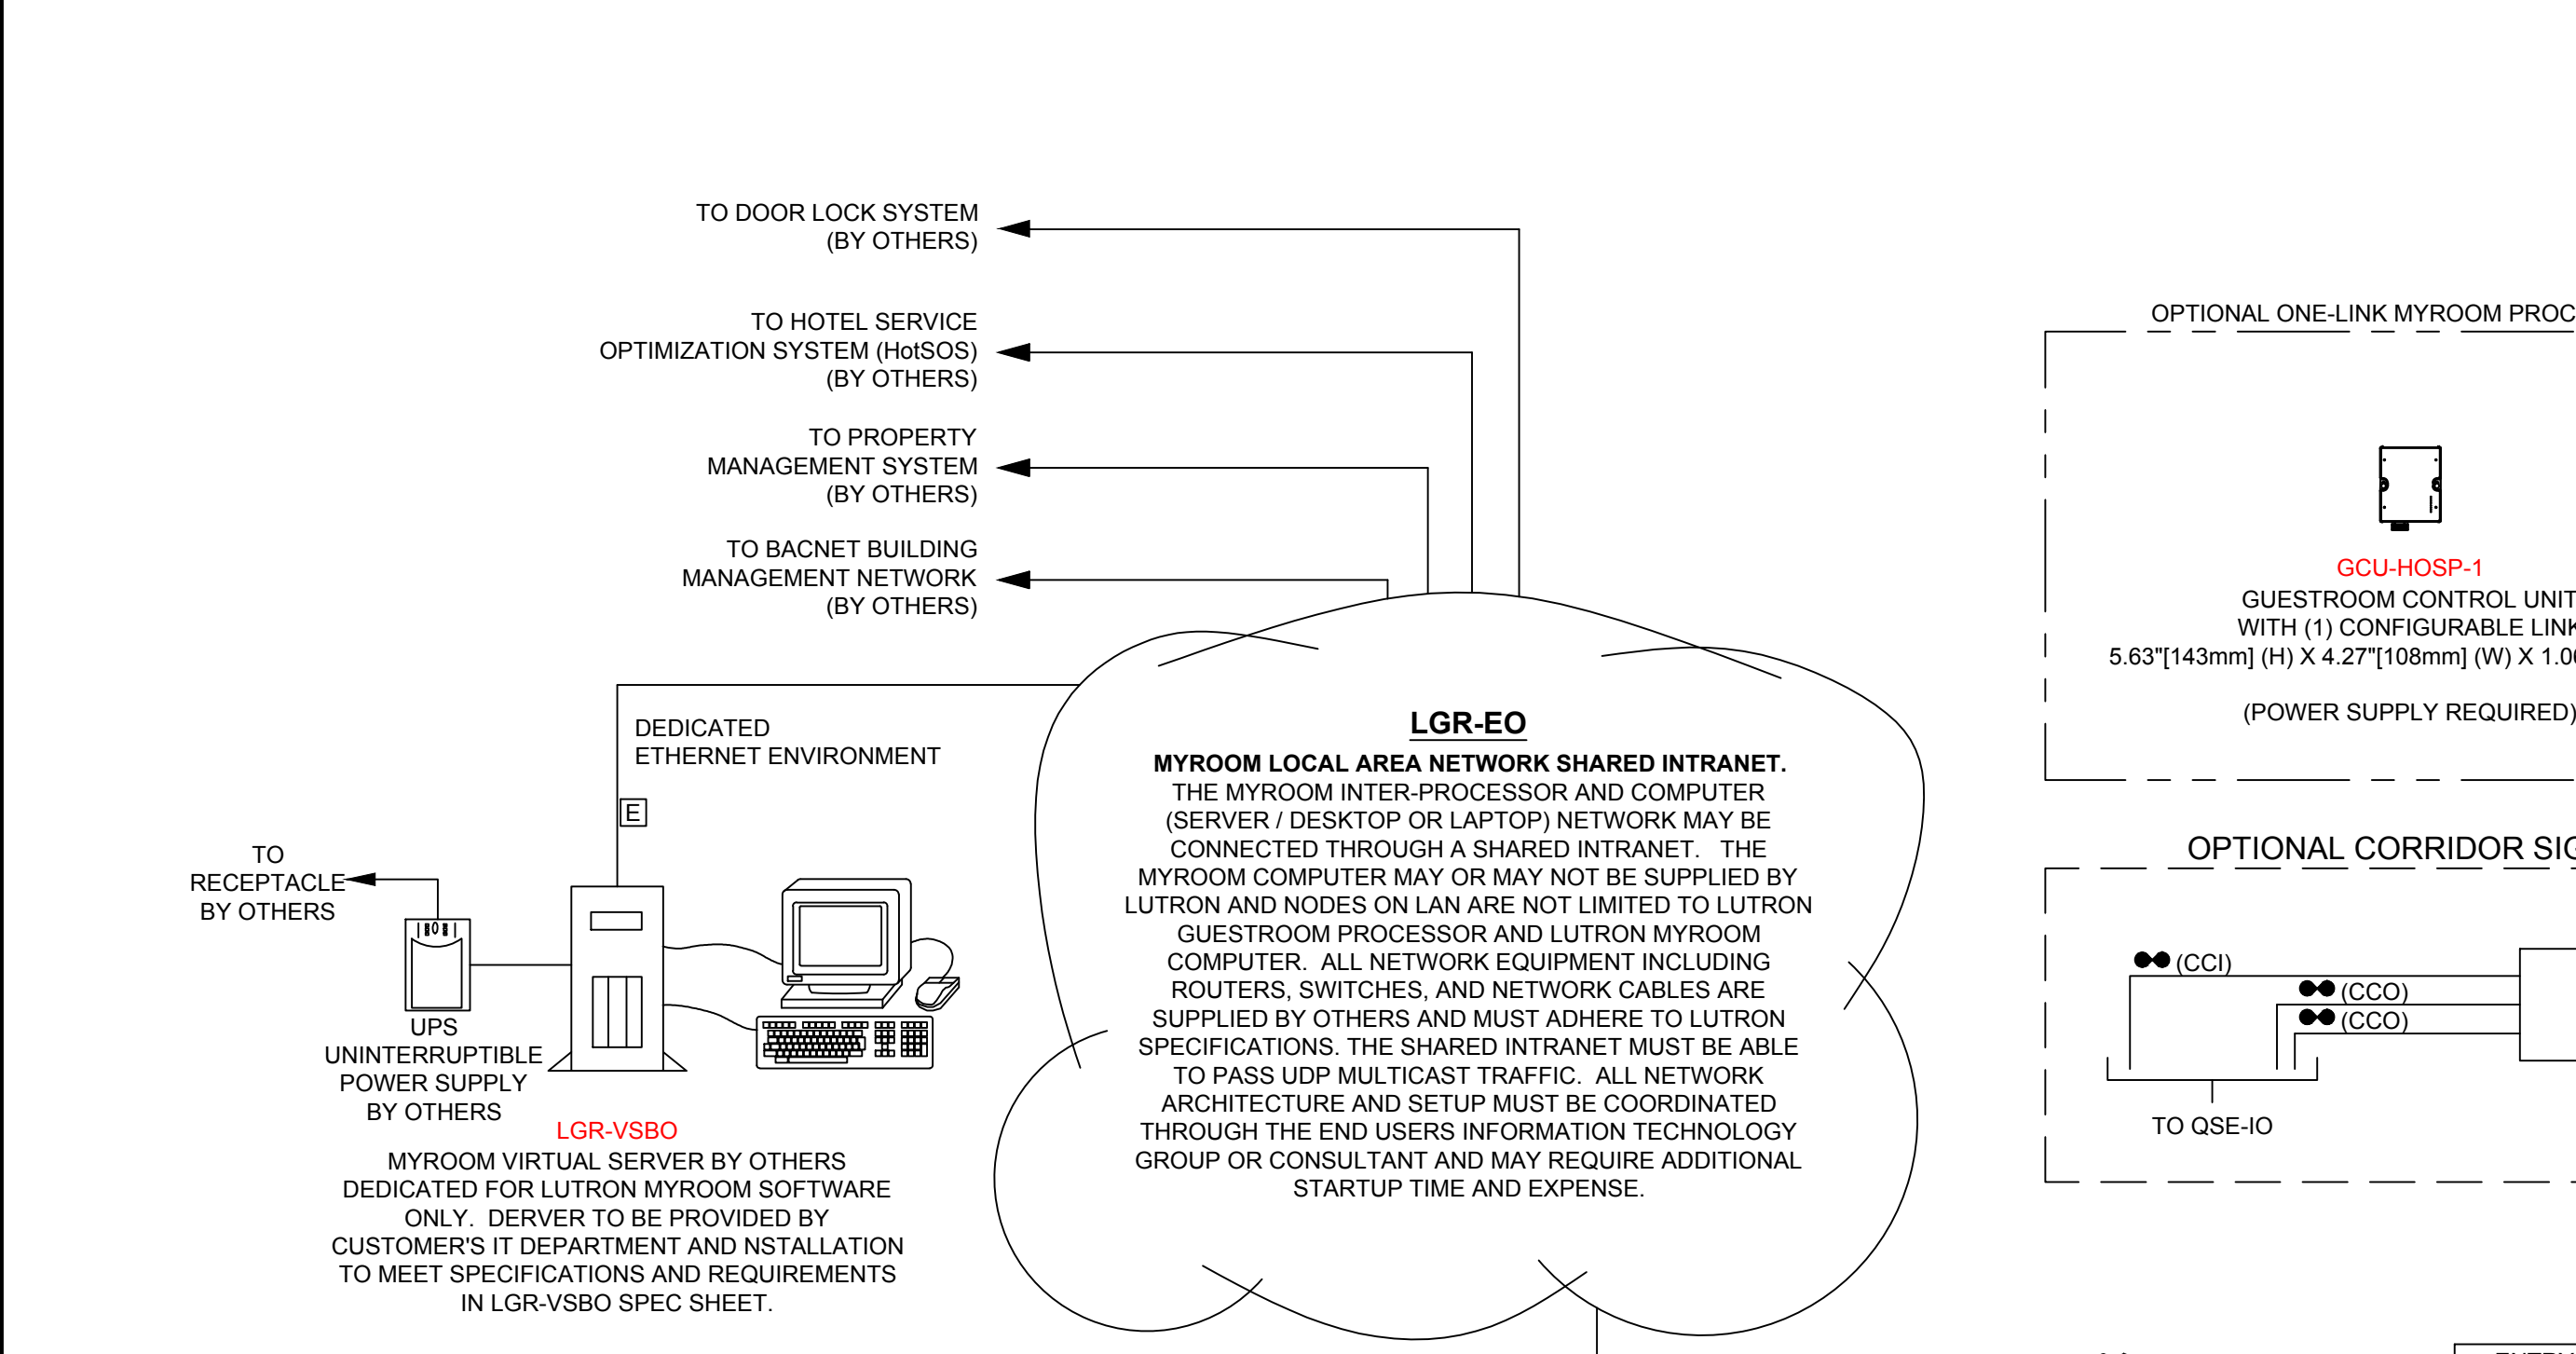 TO DOOR LOCK SYSTEM
(BY OTHERS)
TO HOTEL SERVICE
OPTIMIZATION SYSTEM (HotSOS)
(BY OTHERS)
TO PROPERTY
MANAGEMENT SYSTEM
(BY OTHERS)
TO BACNET BUILDING
MANAGEMENT NETWORK
(BY OTHERS)
DEDICATED
ETHERNET ENVIRONMENT
E
TO
RECEPTACLE
BY OTHERS
UPS
UNINTERRUPTIBLE
POWER SUPPLY
BY OTHERS
LGR-VSBO
MYROOM VIRTUAL SERVER BY OTHERS
DEDICATED FOR LUTRON MYROOM SOFTWARE
ONLY. DERVER TO BE PROVIDED BY
CUSTOMER'S IT DEPARTMENT AND NSTALLATION
TO MEET SPECIFICATIONS AND REQUIREMENTS
IN LGR-VSBO SPEC SHEET.
LGR-EO
MYROOM LOCAL AREA NETWORK SHARED INTRANET.
THE MYROOM INTER-PROCESSOR AND COMPUTER
(SERVER / DESKTOP OR LAPTOP) NETWORK MAY BE
CONNECTED THROUGH A SHARED INTRANET. THE
MYROOM COMPUTER MAY OR MAY NOT BE SUPPLIED BY
LUTRON AND NODES ON LAN ARE NOT LIMITED TO LUTRON
GUESTROOM PROCESSOR AND LUTRON MYROOM
COMPUTER. ALL NETWORK EQUIPMENT INCLUDING
ROUTERS, SWITCHES, AND NETWORK CABLES ARE
SUPPLIED BY OTHERS AND MUST ADHERE TO LUTRON
SPECIFICATIONS. THE SHARED INTRANET MUST BE ABLE
TO PASS UDP MULTICAST TRAFFIC. ALL NETWORK
ARCHITECTURE AND SETUP MUST BE COORDINATED
THROUGH THE END USERS INFORMATION TECHNOLOGY
GROUP OR CONSULTANT AND MAY REQUIRE ADDITIONAL
STARTUP TIME AND EXPENSE.
OPTIONAL ONE-LINK MYROOM PROC
GCU-HOSP-1
GUESTROOM CONTROL UNIT
WITH (1) CONFIGURABLE LINK
5.63"[143mm] (H) X 4.27"[108mm] (W) X 1.0
(POWER SUPPLY REQUIRED)
OPTIONAL CORRIDOR SIG
(CCI)
(CCO)
(CCO)
TO QSE-IO